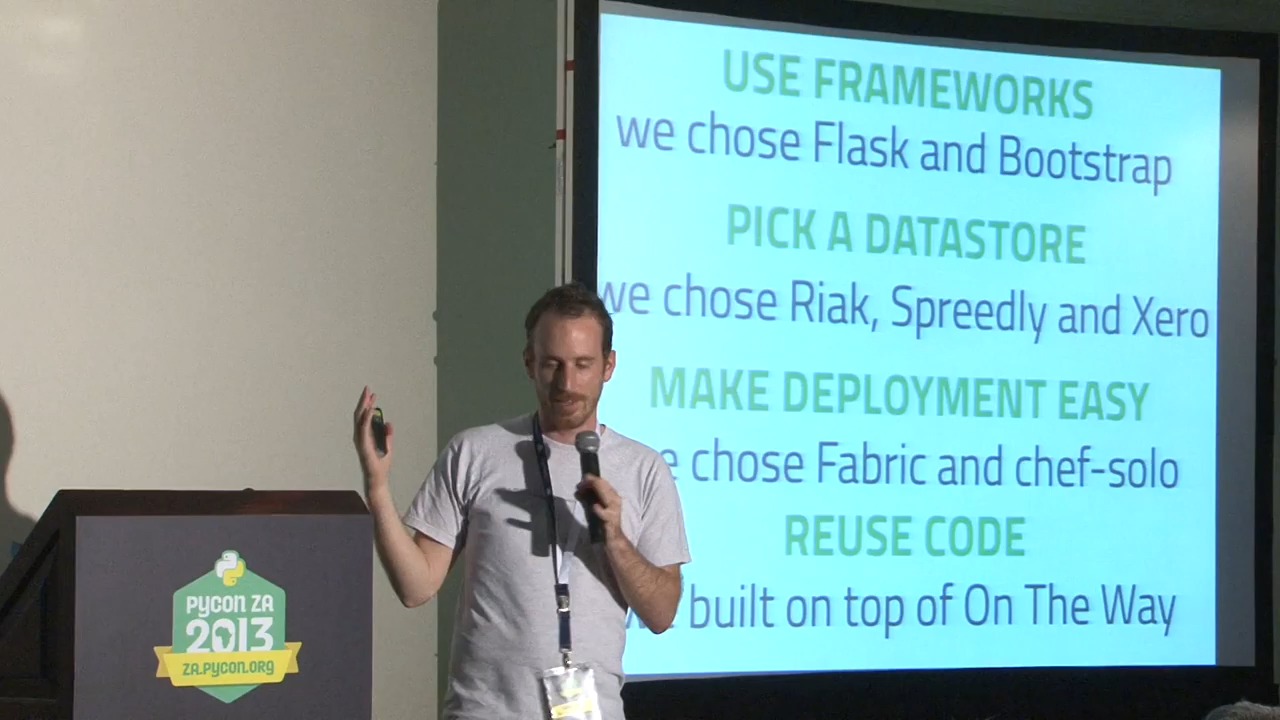 USE FRAMEWORKS
we chose Flask and Bootstrap
PICK A DATASTORE
we chose Riak, Spreedly and Xero
MAKE DEPLOYMENT EASY
chose Fabric and chef-solo
REUSE CODE
built on top of On The Way
PYCON ZA
2013
ZA.PYCON.ORG